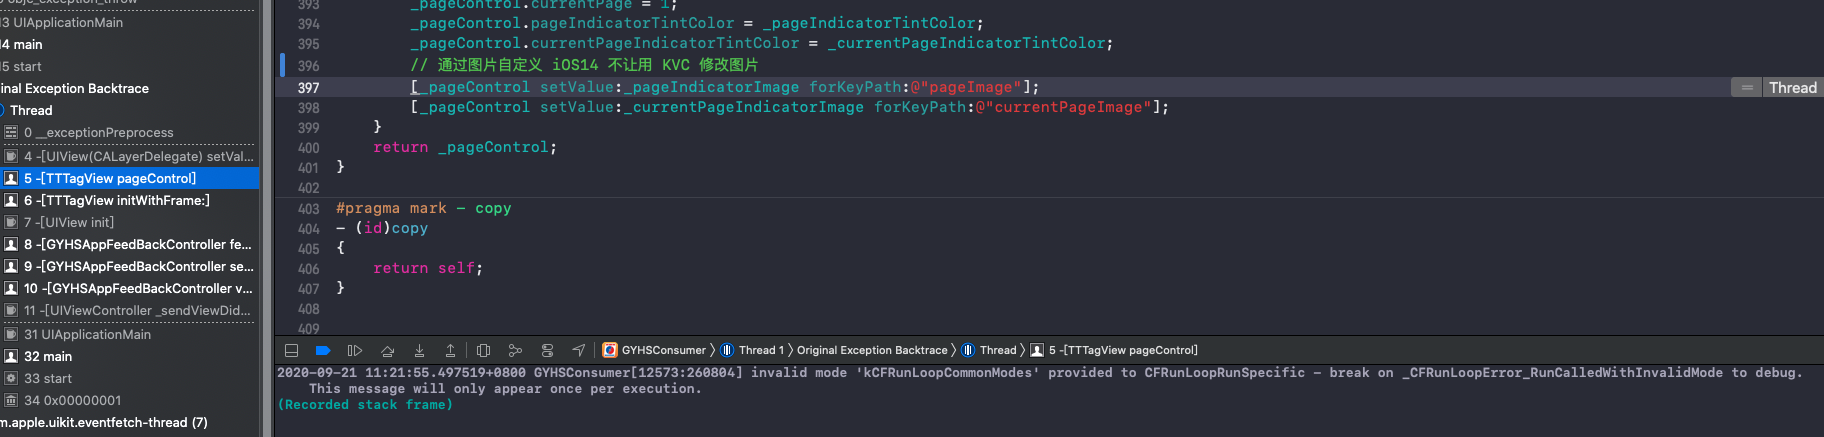 objc_exception_throw
13 UIApplicationMain
14 main
15 start
inal Exception Backtrace
Thread
0 __exceptionPreprocess
4 -[UIView(CALayerDelegate) setVal...
5 -[TTTagView pageControl]
6 -[TTTagView initWithFrame:]
7 -[UIView init]
8 -[GYHSAppFeedBackController fe...
9 -[GYHSAppFeedBackController se...
10 -[GYHSAppFeedBackController v...
11 -[UIViewController _sendViewDid...
31 UIApplicationMain
32 main
33 start
34 0x00000001
m.apple.uikit.eventfetch-thread (7)
393 _pageControl.currentPage = 1;
394 _pageControl.pageIndicatorTintColor = _pageIndicatorTintColor;
395 _pageControl.currentPageIndicatorTintColor = _currentPageIndicatorTintColor;
396 // 通过图片自定义 iOS14 不让用 KVC 修改图片
397 [_pageControl setValue:_pageIndicatorImage forKeyPath:@"pageImage"]; = Thread
398 [_pageControl setValue:_currentPageIndicatorImage forKeyPath:@"currentPageImage"];
399 }
400 return _pageControl;
401 }
402
403 #pragma mark - copy
404 - (id)copy
405 {
406 return self;
407 }
408
409
GYHSConsumer 〉 Thread 1 〉 Original Exception Backtrace 〉 Thread 〉 5 -[TTTagView pageControl]
2020-09-21 11:21:55.497519+0800 GYHSConsumer[12573:260804] invalid mode 'kCFRunLoopCommonModes' provided to CFRunLoopRunSpecific - break on _CFRunLoopError_RunCalledWithInvalidMode to debug.
This message will only appear once per execution.
(Recorded stack frame)